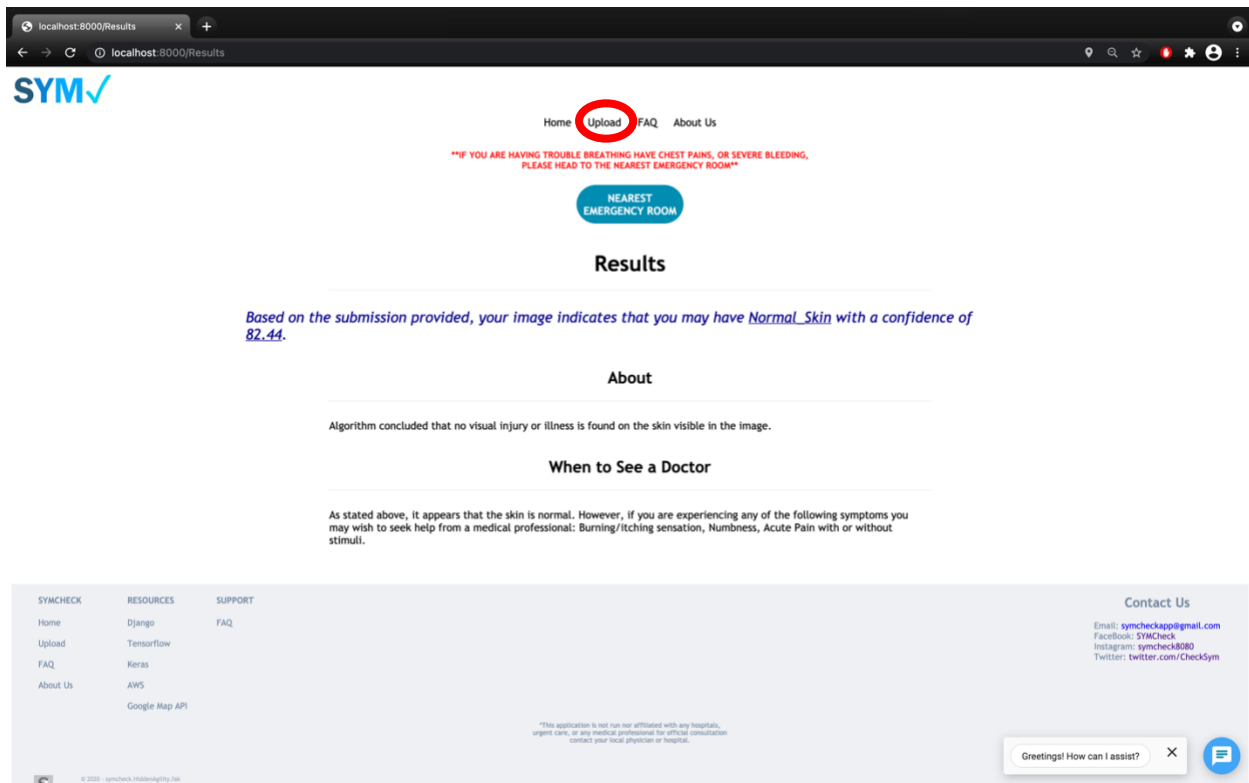 localhost:8000/Results
localhost:8000/Results
SYM✓
Home Upload FAQ About Us
**IF YOU ARE HAVING TROUBLE BREATHING HAVE CHEST PAINS, OR SEVERE BLEEDING,
PLEASE HEAD TO THE NEAREST EMERGENCY ROOM**
NEAREST
EMERGENCY ROOM
Results
Based on the submission provided, your image indicates that you may have Normal_Skin with a confidence of
82.44.
About
Algorithm concluded that no visual injury or illness is found on the skin visible in the image.
When to See a Doctor
As stated above, it appears that the skin is normal. However, if you are experiencing any of the following symptoms you
may wish to seek help from a medical professional: Burning/itching sensation, Numbness, Acute Pain with or without
stimuli.
SYMCHECK
Home
Upload
FAQ
About Us
RESOURCES
Django
Tensorflow
Keras
AWS
Google Map API
SUPPORT
FAQ
Contact Us
Email: symcheckapp@gmail.com
FaceBook: SYMCheck
Instagram: symcheck8080
Twitter: twitter.com/CheckSym
*This application is not run nor affiliated with any hospitals,
urgent care, or any medical professional for official consultation
contact your local physician or hospital.
Greetings! How can I assist?
© 2020 - symcheck.HiddenAgility.Tek